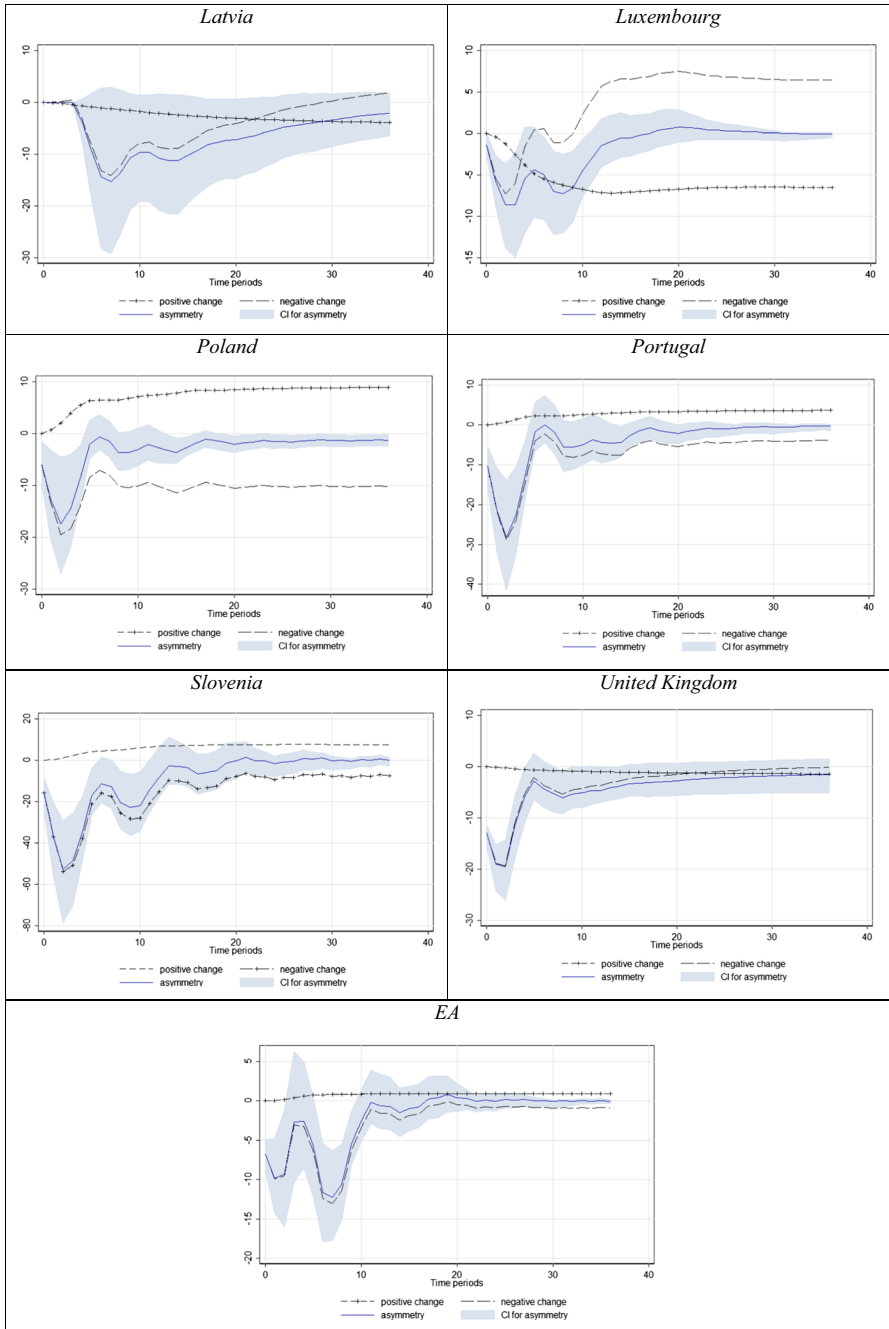 Latvia
10
0
-10
-20
-30
0
10
20
30
40
Time periods
positive change
negative change
asymmetry
CI for asymmetry
Luxembourg
10
5
0
-5
-10
-15
0
10
20
30
40
Time periods
positive change
negative change
asymmetry
CI for asymmetry
Poland
10
0
-10
-20
-30
0
10
20
30
40
Time periods
positive change
negative change
asymmetry
CI for asymmetry
Portugal
10
0
-10
-20
-30
-40
0
10
20
30
40
Time periods
positive change
negative change
asymmetry
CI for asymmetry
Slovenia
20
0
-20
-40
-60
-80
0
10
20
30
40
Time periods
positive change
negative change
asymmetry
CI for asymmetry
United Kingdom
10
0
-10
-20
-30
0
10
20
30
40
Time periods
positive change
negative change
asymmetry
CI for asymmetry
EA
5
0
-5
-10
-15
-20
0
10
20
30
40
Time periods
positive change
negative change
asymmetry
CI for asymmetry